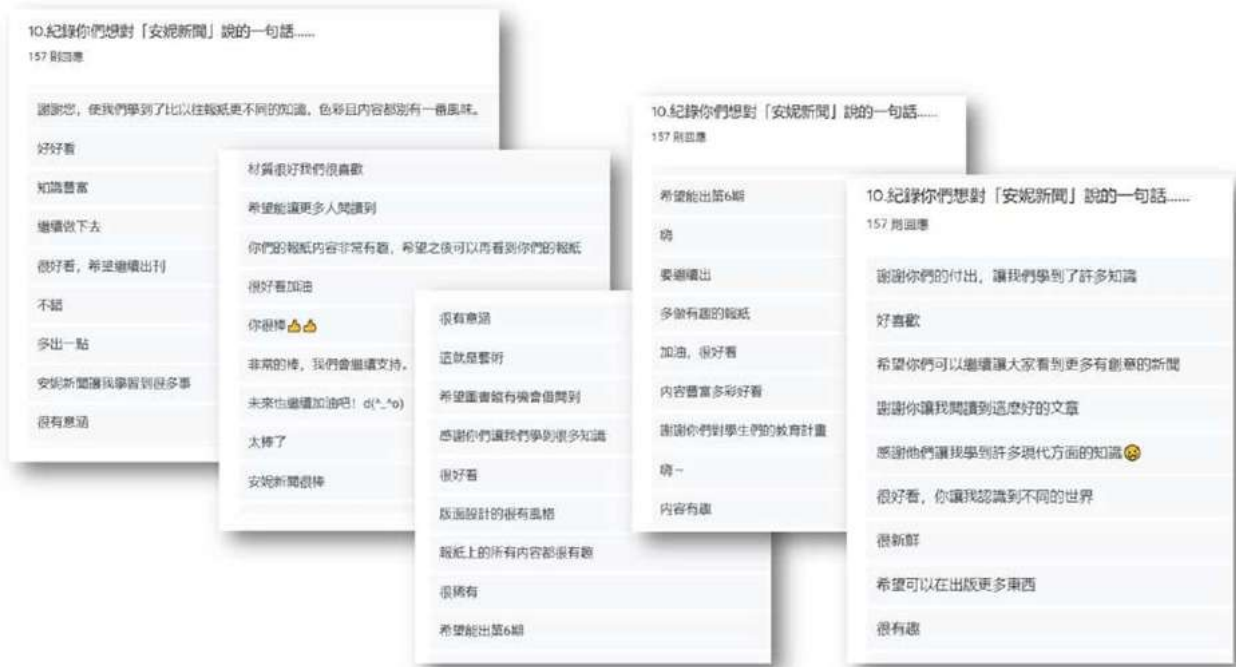 10.紀錄你們想對「安妮新聞」說的一句話......
157 則回應
謝謝您，使我們學到了比以往報紙更不同的知識，色彩且內容都別有一番風味。
好好看
知識豐富
繼續做下去
很好看，希望繼續出刊
不錯
多出一點
安妮新聞讓我學習到很多事
很有意涵
材質很好我們很喜歡
希望能讓更多人閱讀到
你們的報紙內容非常有趣，希望之後可以再看到你們的報紙
很好看加油
你很棒👍👍
非常的棒，我們會繼續支持。
未來也繼續加油吧！d(^_^o)
太棒了
安妮新聞很棒
很有意涵
這就是藝術
希望圖書館有機會借閱到
感謝你們讓我們學到很多知識
很好看
版面設計的很有風格
報紙上的所有內容都很有趣
很稀有
希望能出第6期
10.紀錄你們想對「安妮新聞」說的一句話......
157 則回應
希望能出第6期
嗨
要繼續出
多做有趣的報紙
加油，很好看
內容豐富多彩好看
謝謝你們對學生們的教育計畫
嗨~
內容有趣
10.紀錄你們想對「安妮新聞」說的一句話......
157 則回應
謝謝你們的付出，讓我們學到了許多知識
好喜歡
希望你們可以繼續讓大家看到更多有創意的新聞
謝謝你讓我閱讀到這麼好的文章
感謝他們讓我學到許多現代方面的知識😢
很好看，你讓我認識到不同的世界
很新鮮
希望可以在出版更多東西
很有趣